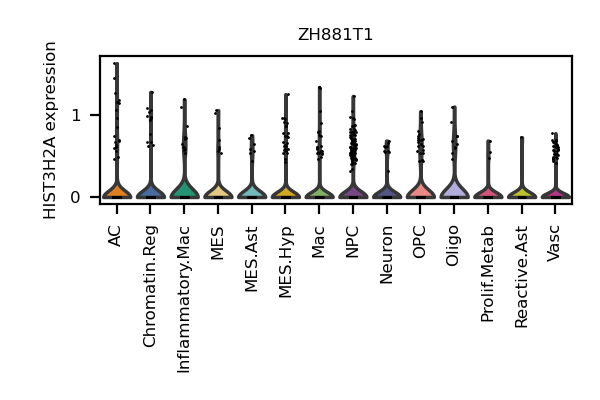 ZH881T1
HIST3H2A expression
1
0
AC
Chromatin.Reg
Inflammatory.Mac
MES
MES.Ast
MES.Hyp
Mac
NPC
Neuron
OPC
Oligo
Prolif.Metab
Reactive.Ast
Vasc